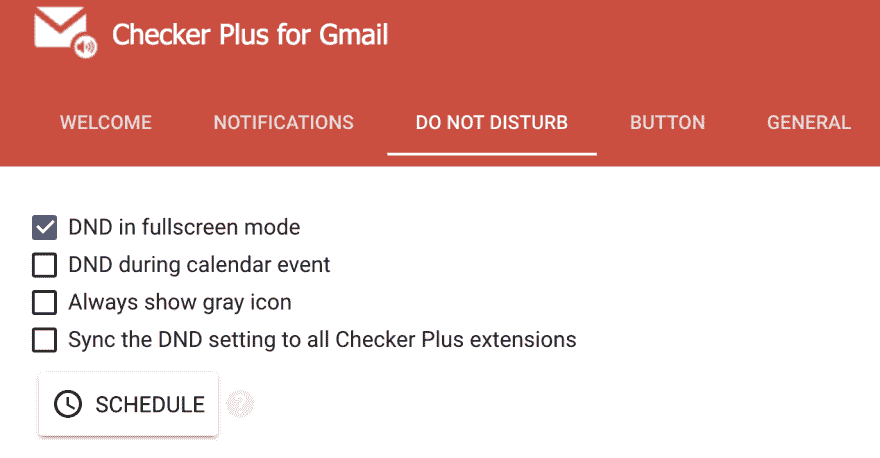 Checker Plus for Gmail
WELCOME NOTIFICATIONS DO NOT DISTURB BUTTON GENERAL
DND in fullscreen mode
DND during calendar event
Always show gray icon
Sync the DND setting to all Checker Plus extensions
SCHEDULE ?